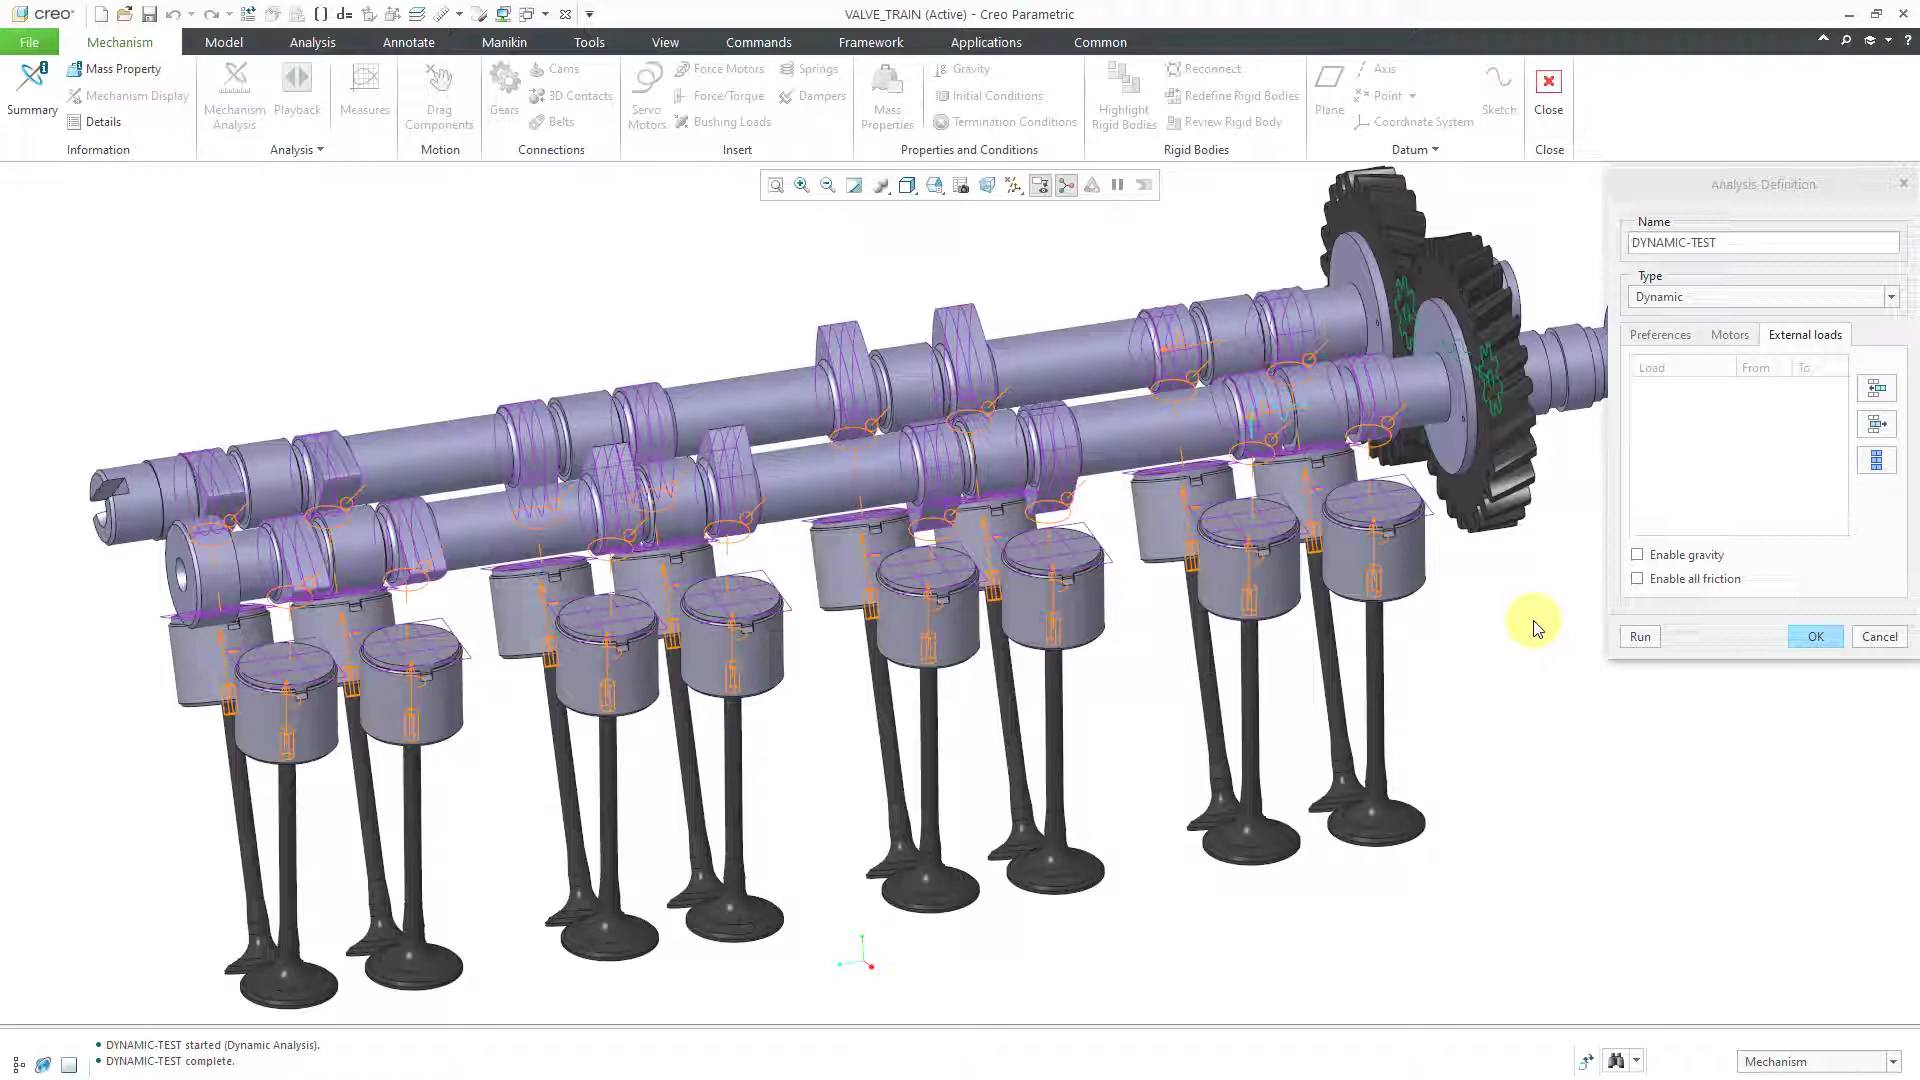 creo
VALVE_TRAIN (Active) - Creo Parametric
File
Mechanism
Model
Analysis
Annotate
Manikin
Tools
View
Commands
Framework
Applications
Common
Summary
Mass Property
Mechanism Display
Details
Information
Mechanism
Analysis
Playback
Analysis
Measures
Drag
Components
Motion
Gears
Cams
3D Contacts
Belts
Connections
Servo
Motors
Force Motors
Force/Torque
Bushing Loads
Springs
Dampers
Insert
Mass
Properties
Gravity
Initial Conditions
Termination Conditions
Properties and Conditions
Highlight
Rigid Bodies
Reconnect
Redefine Rigid Bodies
Review Rigid Body
Rigid Bodies
Plane
Axis
Point
Coordinate System
Sketch
Datum
Close
Close
Analysis Definition
Name
DYNAMIC-TEST
Type
Dynamic
Preferences
Motors
External loads
Load
From
To
Enable gravity
Enable all friction
Run
OK
Cancel
DYNAMIC-TEST started (Dynamic Analysis).
DYNAMIC-TEST complete.
Mechanism